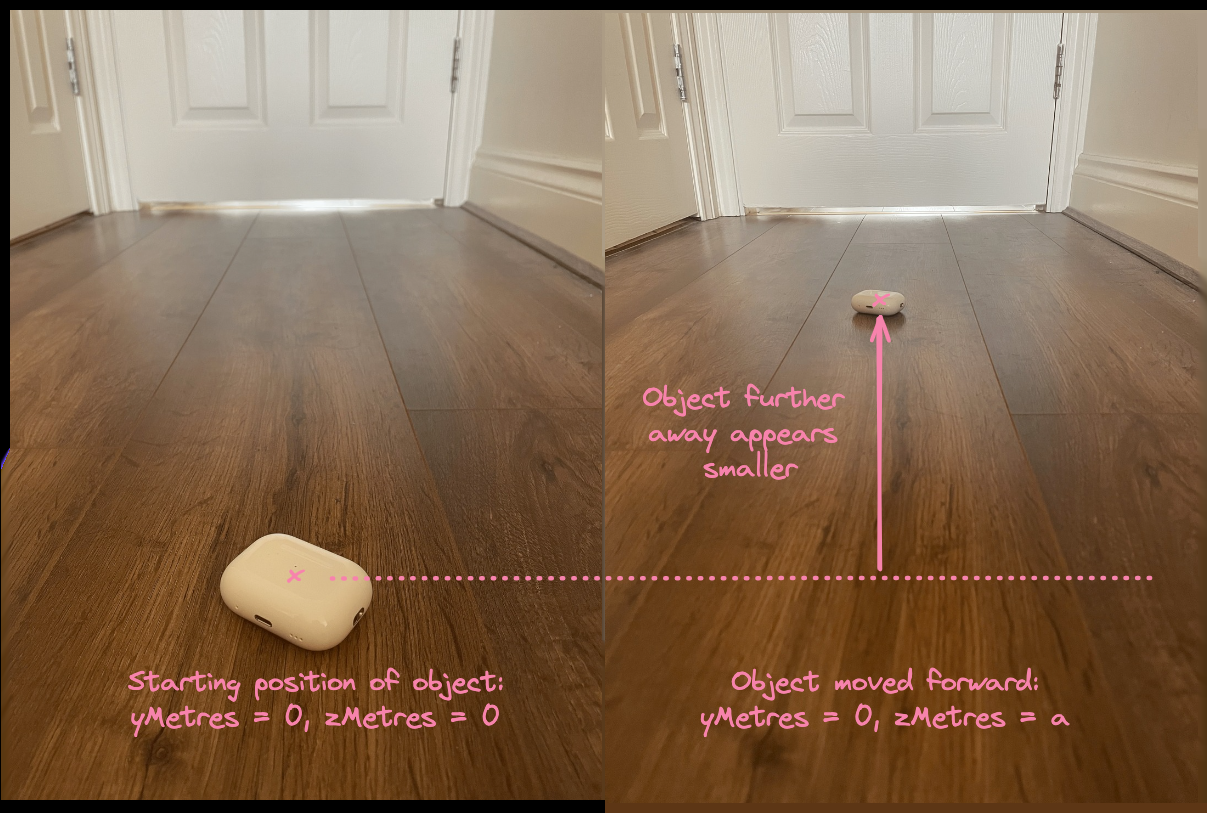 Object further
away appears
smaller
Starting position of object:
yMetres = 0, zMetres = 0
Object moved forward:
yMetres = 0, zMetres = a